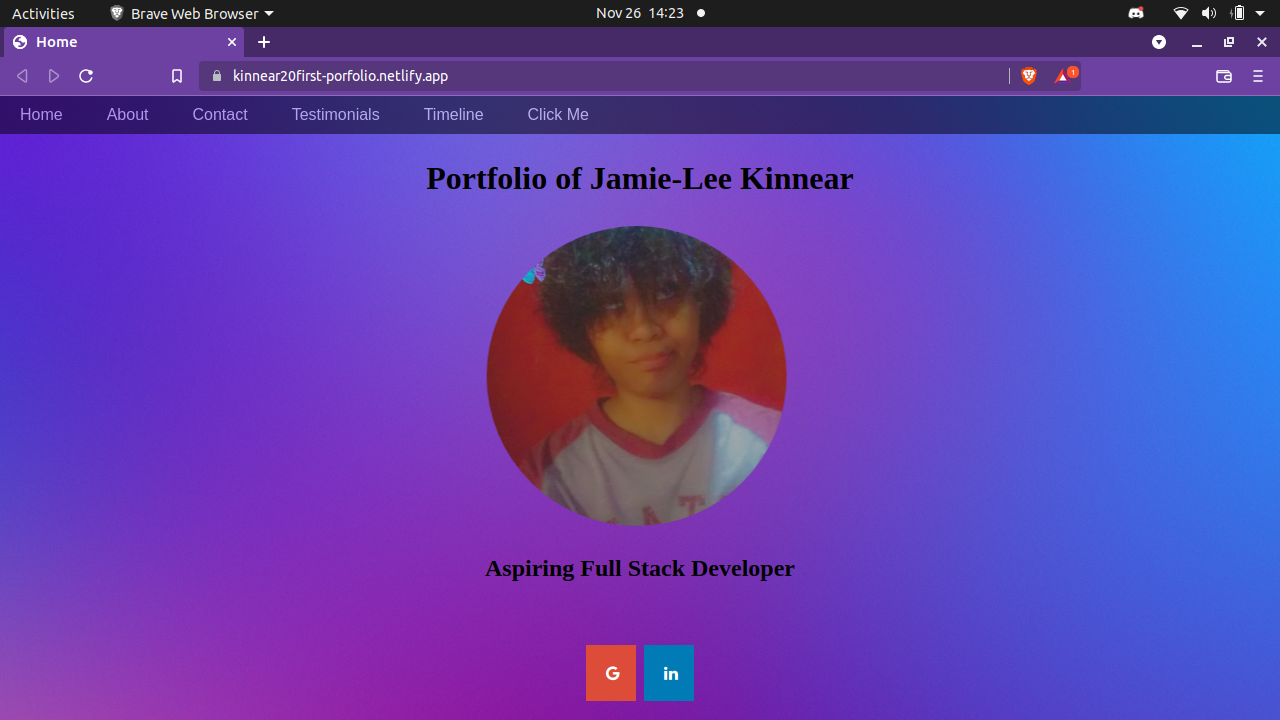 Activities Brave Web Browser Nov 26 14:23
Home
kinnear20first-porfolio.netlify.app 1
Home About Contact Testimonials Timeline Click Me
Portfolio of Jamie-Lee Kinnear
Aspiring Full Stack Developer
G in